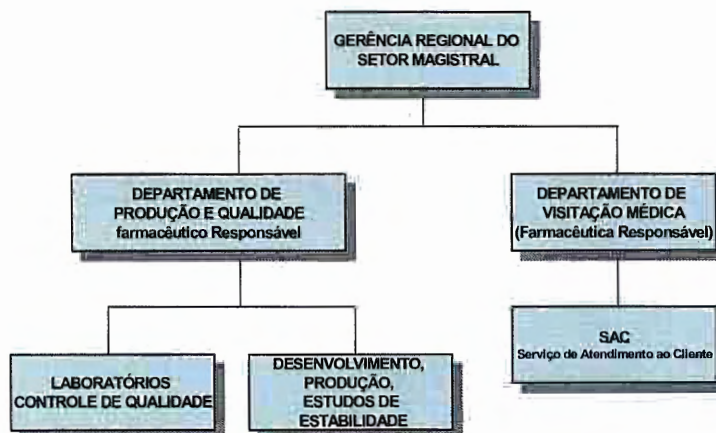 GERÊNCIA REGIONAL DO
SETOR MAGISTRAL
DEPARTAMENTO DE
PRODUÇÃO E QUALIDADE
farmacêutico Responsável
DEPARTAMENTO DE
VISITAÇÃO MÉDICA
(Farmacêutica Responsável)
LABORATÓRIOS
CONTROLE DE QUALIDADE
DESENVOLVIMENTO,
PRODUÇÃO,
ESTUDOS DE
ESTABILIDADE
SAC
Serviço de Atendimento ao Cliente